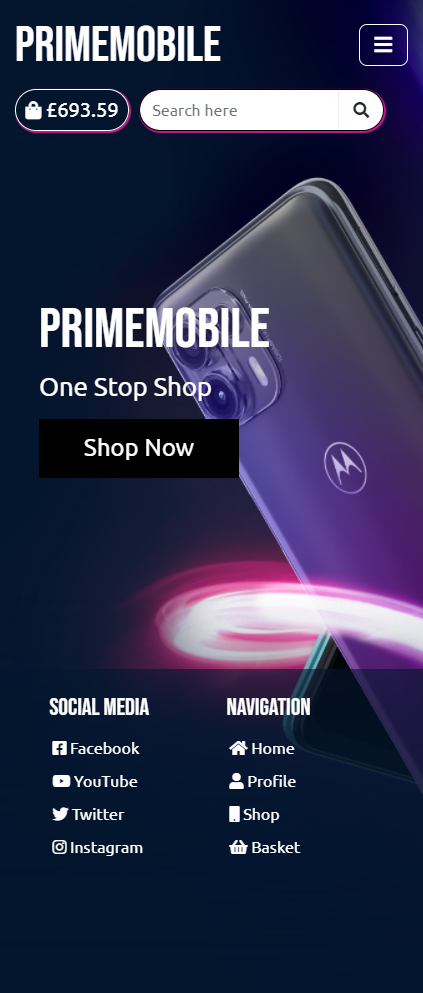 PRIMEMOBILE
£693.59
Search here
PRIMEMOBILE
One Stop Shop
Shop Now
SOCIAL MEDIA
Facebook
YouTube
Twitter
Instagram
NAVIGATION
Home
Profile
Shop
Basket